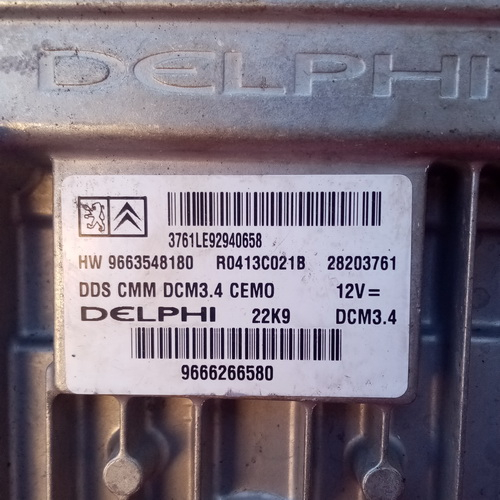 DELPHI
3761LE92940658
HW 9663548180 R0413C021B 28203761
DDS CMM DCM3.4 CEMO 12V=
DELPHI 22K9 DCM3.4
9666266580